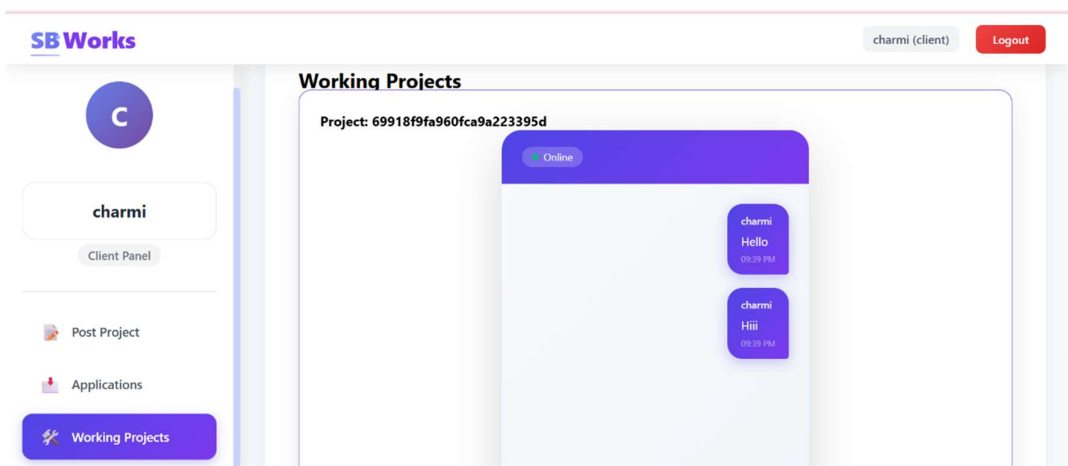 SB Works
charmi (client)
Logout
C
charmi
Client Panel
Post Project
Applications
Working Projects
Working Projects
Project: 69918f9fa960fca9a223395d
Online
charmi
Hello
09:39 PM
charmi
Hiii
09:39 PM